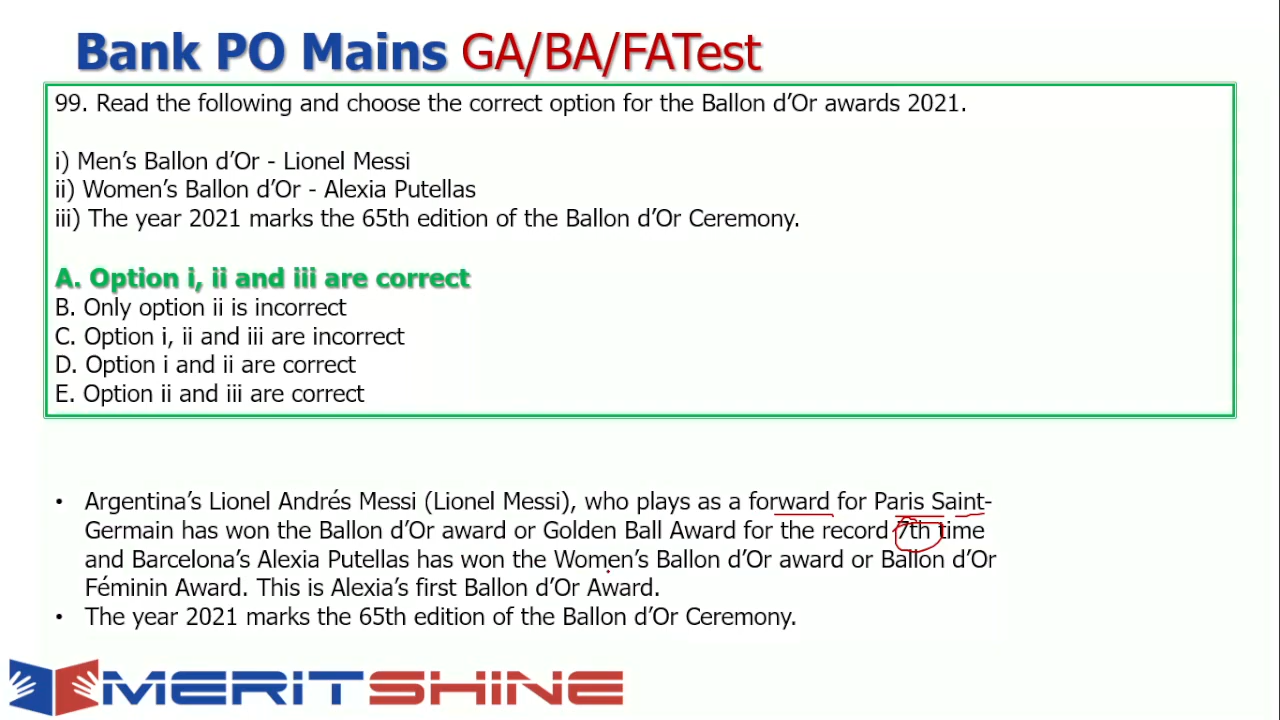 Bank PO Mains GA/BA/FATest
99. Read the following and choose the correct option for the Ballon d’Or awards 2021.
i) Men’s Ballon d’Or - Lionel Messi
ii) Women’s Ballon d’Or - Alexia Putellas
iii) The year 2021 marks the 65th edition of the Ballon d’Or Ceremony.
A. Option i, ii and iii are correct
B. Only option ii is incorrect
C. Option i, ii and iii are incorrect
D. Option i and ii are correct
E. Option ii and iii are correct
• Argentina’s Lionel Andrés Messi (Lionel Messi), who plays as a forward for Paris Saint-
Germain has won the Ballon d’Or award or Golden Ball Award for the record 7th time
and Barcelona’s Alexia Putellas has won the Women’s Ballon d’Or award or Ballon d’Or
Féminin Award. This is Alexia’s first Ballon d’Or Award.
• The year 2021 marks the 65th edition of the Ballon d’Or Ceremony.
MERITSHINE